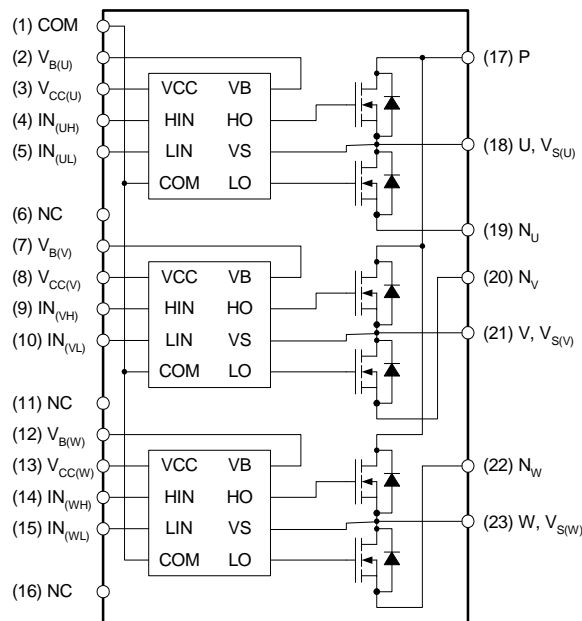 (1) COM
(2) VB(U)
(3) VCC(U)
(4) IN(UH)
(5) IN(UL)
(6) NC
(7) VB(V)
(8) VCC(V)
(9) IN(VH)
(10) IN(VL)
(11) NC
(12) VB(W)
(13) VCC(W)
(14) IN(WH)
(15) IN(WL)
(16) NC
VCC VB
HIN HO
LIN VS
COM LO
VCC VB
HIN HO
LIN VS
COM LO
VCC VB
HIN HO
LIN VS
COM LO
(17) P
(18) U, VS(U)
(19) NU
(20) NV
(21) V, VS(V)
(22) NW
(23) W, VS(W)